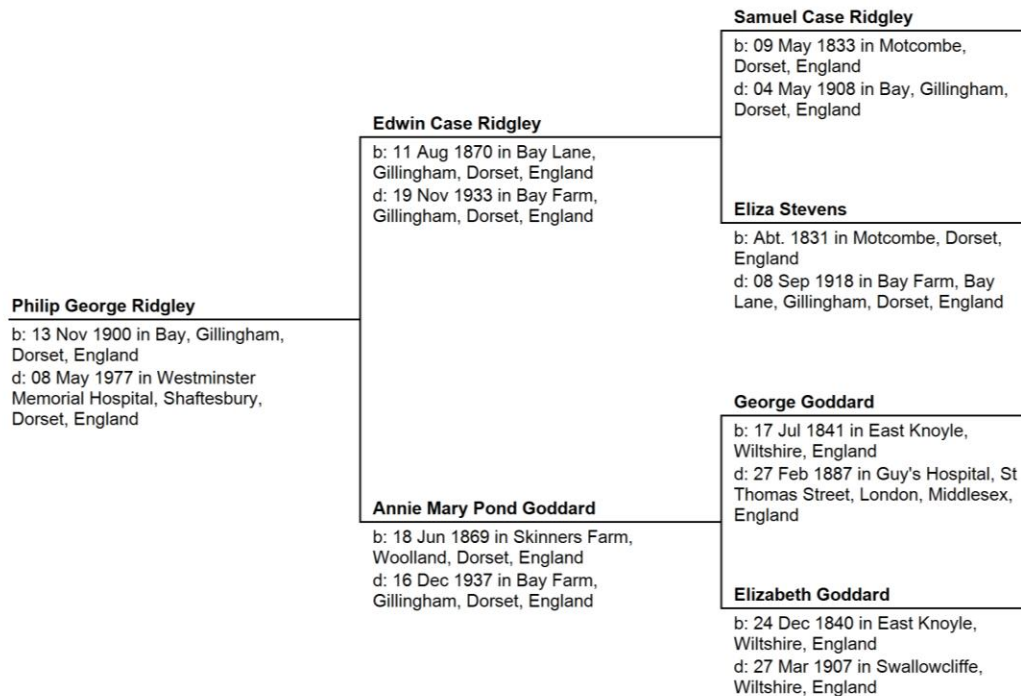 Samuel Case Ridgley
b: 09 May 1833 in Motcombe,
Dorset, England
d: 04 May 1908 in Bay, Gillingham,
Dorset, England
Edwin Case Ridgley
b: 11 Aug 1870 in Bay Lane,
Gillingham, Dorset, England
d: 19 Nov 1933 in Bay Farm,
Gillingham, Dorset, England
Eliza Stevens
b: Abt. 1831 in Motcombe, Dorset,
England
d: 08 Sep 1918 in Bay Farm, Bay
Lane, Gillingham, Dorset, England
Philip George Ridgley
b: 13 Nov 1900 in Bay, Gillingham,
Dorset, England
d: 08 May 1977 in Westminster
Memorial Hospital, Shaftesbury,
Dorset, England
George Goddard
b: 17 Jul 1841 in East Knoyle,
Wiltshire, England
d: 27 Feb 1887 in Guy's Hospital, St
Thomas Street, London, Middlesex,
England
Annie Mary Pond Goddard
b: 18 Jun 1869 in Skinners Farm,
Woolland, Dorset, England
d: 16 Dec 1937 in Bay Farm,
Gillingham, Dorset, England
Elizabeth Goddard
b: 24 Dec 1840 in East Knoyle,
Wiltshire, England
d: 27 Mar 1907 in Swallowcliffe,
Wiltshire, England